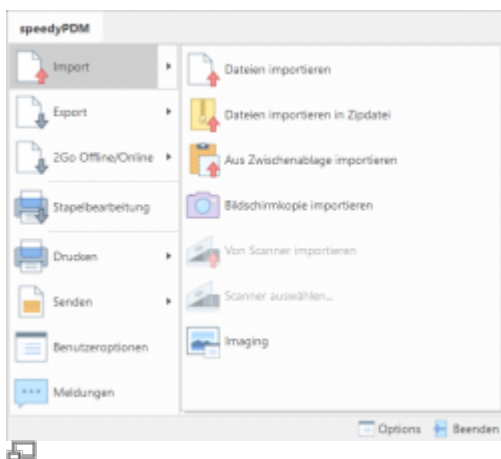 speedyPDM
Import
Export
2Go Offline/Online
Stapelbearbeitung
Drucken
Senden
Benutzeroptionen
Meldungen
Dateien importieren
Dateien importieren in Zipdatei
Aus Zwischenablage importieren
Bildschirmkopie importieren
Von Scanner importieren
Scanner auswählen...
Imaging
Options
Beenden